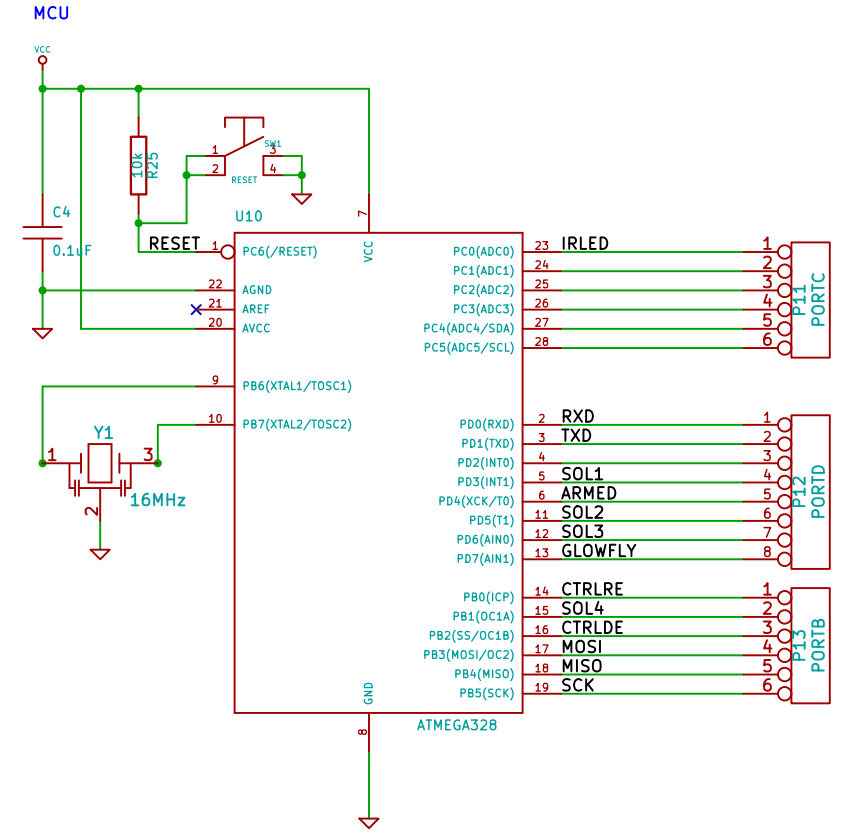 MCU
VCC
10k
R25
1
2
SW1
3
4
RESET
C4
0.1uF
U10
7
VCC
RESET
1
PC6(/RESET)
22
AGND
21
AREF
20
AVCC
9
PB6(XTAL1/TOSC1)
10
PB7(XTAL2/TOSC2)
Y1
1
3
2
16MHz
PC0(ADC0) 23 IRLED 1
PC1(ADC1) 24 2
PC2(ADC2) 25 3
PC3(ADC3) 26 4
PC4(ADC4/SDA) 27 5
PC5(ADC5/SCL) 28 6
P11
PORTC
PD0(RXD) 2 RXD 1
PD1(TXD) 3 TXD 2
PD2(INT0) 4 3
PD3(INT1) 5 SOL1 4
PD4(XCK/T0) 6 ARMED 5
PD5(T1) 11 SOL2 6
PD6(AIN0) 12 SOL3 7
PD7(AIN1) 13 GLOWFLY 8
P12
PORTD
PB0(ICP) 14 CTRLRE 1
PB1(OC1A) 15 SOL4 2
PB2(SS/OC1B) 16 CTRLDE 3
PB3(MOSI/OC2) 17 MOSI 4
PB4(MISO) 18 MISO 5
PB5(SCK) 19 SCK 6
P13
PORTB
GND
8
ATMEGA328